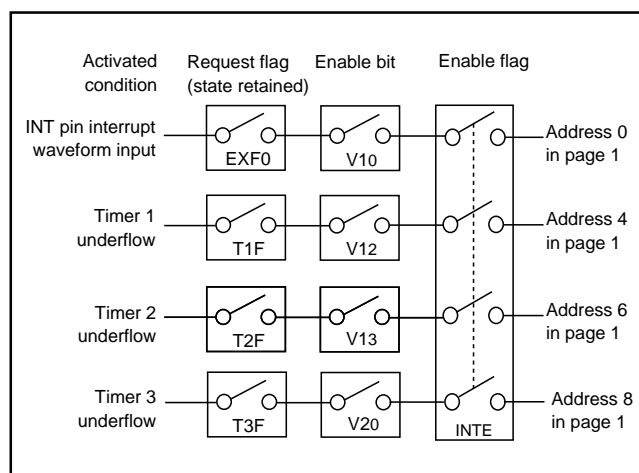 Activated condition
Request flag (state retained)
Enable bit
Enable flag
INT pin interrupt waveform input
EXF0
V10
Address 0 in page 1
Timer 1 underflow
T1F
V12
Address 4 in page 1
Timer 2 underflow
T2F
V13
Address 6 in page 1
Timer 3 underflow
T3F
V20
INTE
Address 8 in page 1